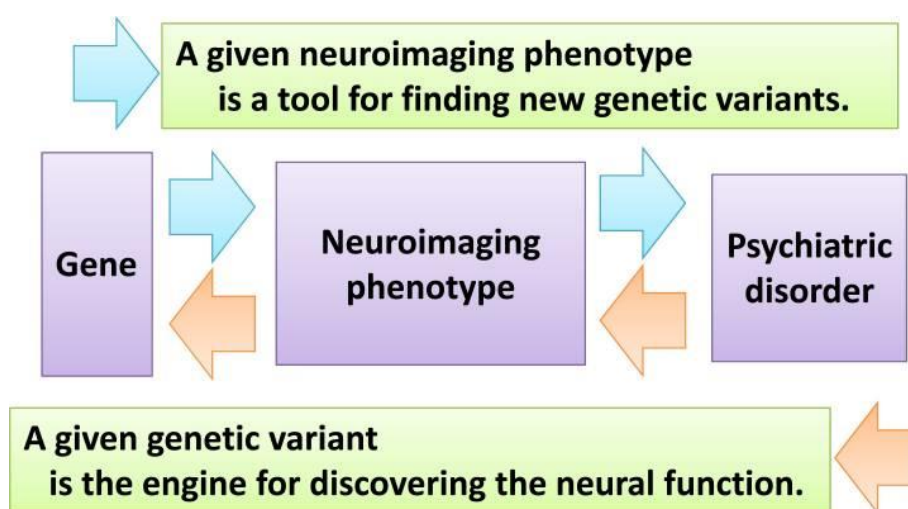 A given neuroimaging phenotype
is a tool for finding new genetic variants.
Gene
Neuroimaging
phenotype
Psychiatric
disorder
A given genetic variant
is the engine for discovering the neural function.